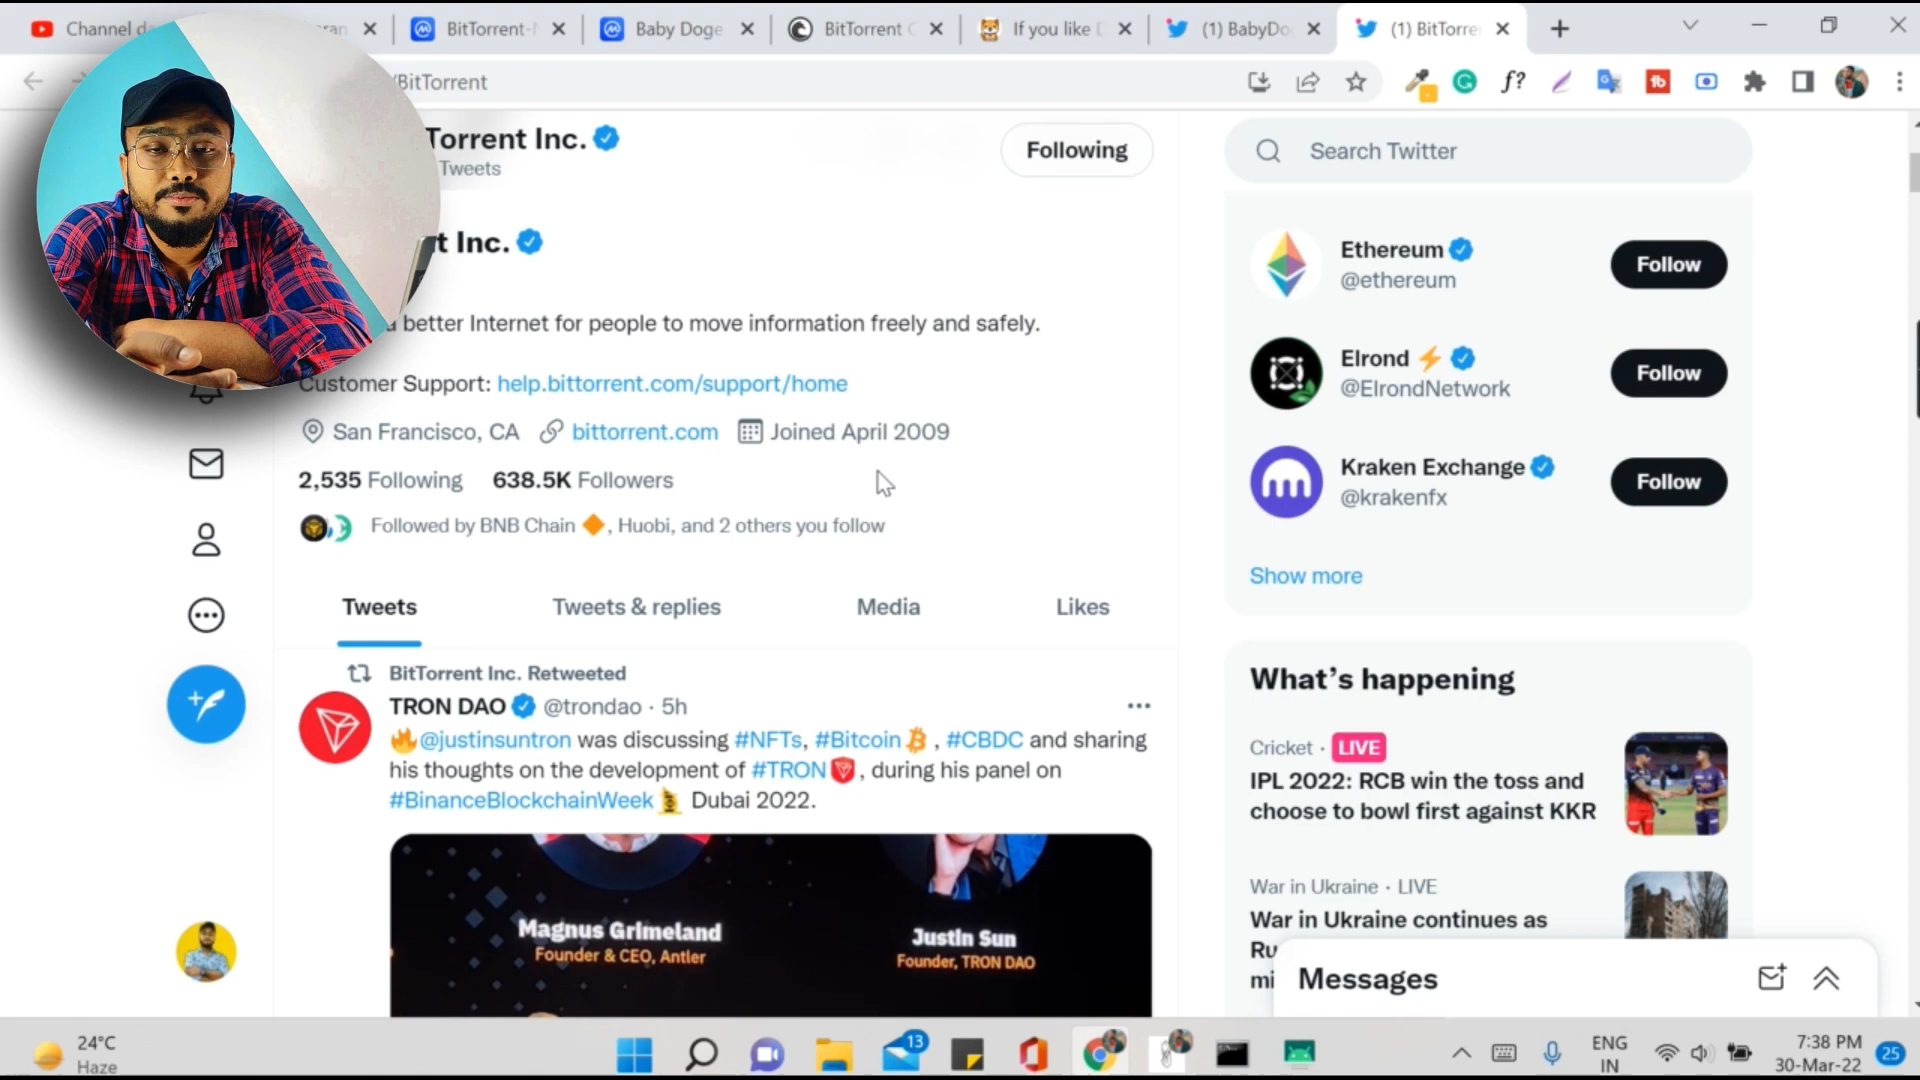 Channel d
ran
BitTorrent-
Baby Doge
BitTorrent C
If you like D
(1) BabyDo
(1) BitTorre
/BitTorrent
Torrent Inc.
Tweets
Following
Search Twitter
t Inc.
better Internet for people to move information freely and safely.
Customer Support: help.bittorrent.com/support/home
San Francisco, CA bittorrent.com Joined April 2009
2,535 Following 638.5K Followers
Followed by BNB Chain 🔶, Huobi, and 2 others you follow
Tweets Tweets & replies Media Likes
BitTorrent Inc. Retweeted
TRON DAO @trondao · 5h
🔥@justinsuntron was discussing #NFTs, #Bitcoin , #CBDC and sharing
his thoughts on the development of #TRON , during his panel on
#BinanceBlockchainWeek Dubai 2022.
Magnus Grimeland
Founder & CEO, Antler
Justin Sun
Founder, TRON DAO
Ethereum
@ethereum
Follow
Elrond ⚡
@ElrondNetwork
Follow
Kraken Exchange
@krakenfx
Follow
Show more
What's happening
Cricket · LIVE
IPL 2022: RCB win the toss and
choose to bowl first against KKR
War in Ukraine · LIVE
War in Ukraine continues as
Ru
mi
Messages
24°C
Haze
13
ENG
IN
7:38 PM
30-Mar-22
25